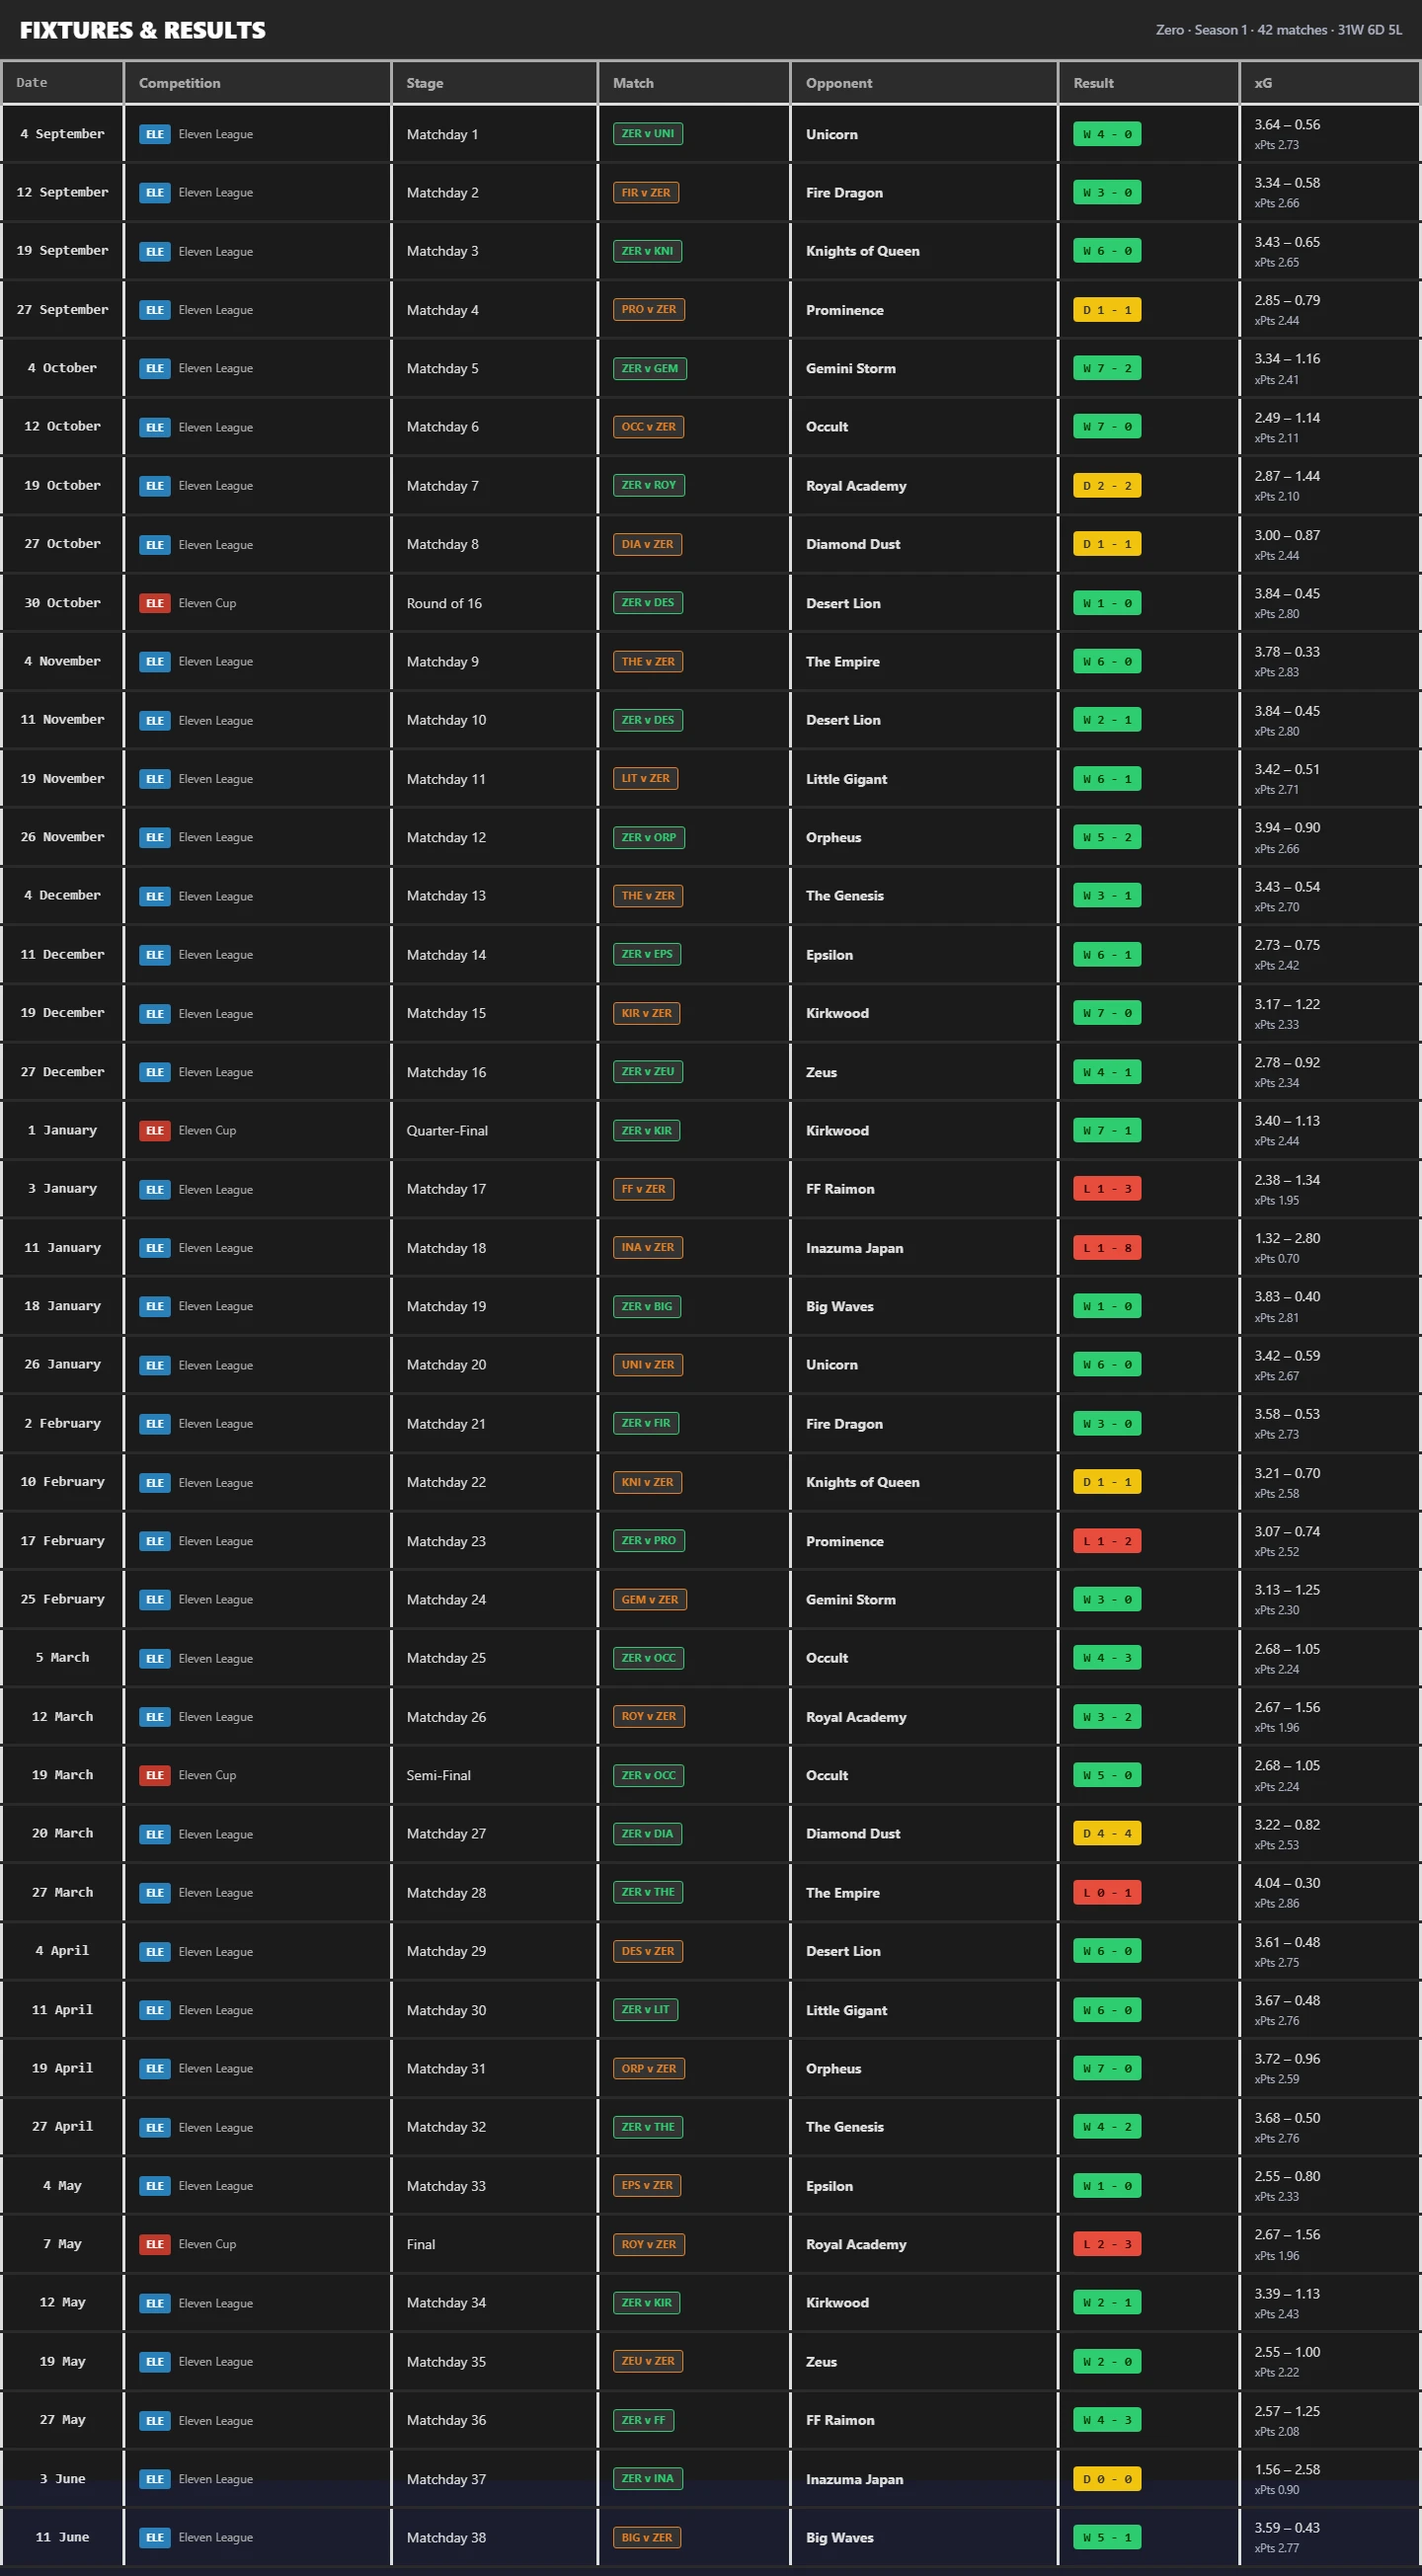 FIXTURES & RESULTS
Zero · Season 1 · 42 matches · 31W 6D 5L
Date Competition Stage Match Opponent Result xG
4 September ELE Eleven League Matchday 1 ZER v UNI Unicorn W 4 - 0 3.64 – 0.56
xPts 2.73
12 September ELE Eleven League Matchday 2 FIR v ZER Fire Dragon W 3 - 0 3.34 – 0.58
xPts 2.66
19 September ELE Eleven League Matchday 3 ZER v KNI Knights of Queen W 6 - 0 3.43 – 0.65
xPts 2.65
27 September ELE Eleven League Matchday 4 PRO v ZER Prominence D 1 - 1 2.85 – 0.79
xPts 2.44
4 October ELE Eleven League Matchday 5 ZER v GEM Gemini Storm W 7 - 2 3.34 – 1.16
xPts 2.41
12 October ELE Eleven League Matchday 6 OCC v ZER Occult W 7 - 0 2.49 – 1.14
xPts 2.11
19 October ELE Eleven League Matchday 7 ZER v ROY Royal Academy D 2 - 2 2.87 – 1.44
xPts 2.10
27 October ELE Eleven League Matchday 8 DIA v ZER Diamond Dust D 1 - 1 3.00 – 0.87
xPts 2.44
30 October ELE Eleven Cup Round of 16 ZER v DES Desert Lion W 1 - 0 3.84 – 0.45
xPts 2.80
4 November ELE Eleven League Matchday 9 THE v ZER The Empire W 6 - 0 3.78 – 0.33
xPts 2.83
11 November ELE Eleven League Matchday 10 ZER v DES Desert Lion W 2 - 1 3.84 – 0.45
xPts 2.80
19 November ELE Eleven League Matchday 11 LIT v ZER Little Gigant W 6 - 1 3.42 – 0.51
xPts 2.71
26 November ELE Eleven League Matchday 12 ZER v ORP Orpheus W 5 - 2 3.94 – 0.90
xPts 2.66
4 December ELE Eleven League Matchday 13 THE v ZER The Genesis W 3 - 1 3.43 – 0.54
xPts 2.70
11 December ELE Eleven League Matchday 14 ZER v EPS Epsilon W 6 - 1 2.73 – 0.75
xPts 2.42
19 December ELE Eleven League Matchday 15 KIR v ZER Kirkwood W 7 - 0 3.17 – 1.22
xPts 2.33
27 December ELE Eleven League Matchday 16 ZER v ZEU Zeus W 4 - 1 2.78 – 0.92
xPts 2.34
1 January ELE Eleven Cup Quarter-Final ZER v KIR Kirkwood W 7 - 1 3.40 – 1.13
xPts 2.44
3 January ELE Eleven League Matchday 17 FF v ZER FF Raimon L 1 - 3 2.38 – 1.34
xPts 1.95
11 January ELE Eleven League Matchday 18 INA v ZER Inazuma Japan L 1 - 8 1.32 – 2.80
xPts 0.70
18 January ELE Eleven League Matchday 19 ZER v BIG Big Waves W 1 - 0 3.83 – 0.40
xPts 2.81
26 January ELE Eleven League Matchday 20 UNI v ZER Unicorn W 6 - 0 3.42 – 0.59
xPts 2.67
2 February ELE Eleven League Matchday 21 ZER v FIR Fire Dragon W 3 - 0 3.58 – 0.53
xPts 2.73
10 February ELE Eleven League Matchday 22 KNI v ZER Knights of Queen D 1 - 1 3.21 – 0.70
xPts 2.58
17 February ELE Eleven League Matchday 23 ZER v PRO Prominence L 1 - 2 3.07 – 0.74
xPts 2.52
25 February ELE Eleven League Matchday 24 GEM v ZER Gemini Storm W 3 - 0 3.13 – 1.25
xPts 2.30
5 March ELE Eleven League Matchday 25 ZER v OCC Occult W 4 - 3 2.68 – 1.05
xPts 2.24
12 March ELE Eleven League Matchday 26 ROY v ZER Royal Academy W 3 - 2 2.67 – 1.56
xPts 1.96
19 March ELE Eleven Cup Semi-Final ZER v OCC Occult W 5 - 0 2.68 – 1.05
xPts 2.24
20 March ELE Eleven League Matchday 27 ZER v DIA Diamond Dust D 4 - 4 3.22 – 0.82
xPts 2.53
27 March ELE Eleven League Matchday 28 ZER v THE The Empire L 0 - 1 4.04 – 0.30
xPts 2.86
4 April ELE Eleven League Matchday 29 DES v ZER Desert Lion W 6 - 0 3.61 – 0.48
xPts 2.75
11 April ELE Eleven League Matchday 30 ZER v LIT Little Gigant W 6 - 0 3.67 – 0.48
xPts 2.76
19 April ELE Eleven League Matchday 31 ORP v ZER Orpheus W 7 - 0 3.72 – 0.96
xPts 2.59
27 April ELE Eleven League Matchday 32 ZER v THE The Genesis W 4 - 2 3.68 – 0.50
xPts 2.76
4 May ELE Eleven League Matchday 33 EPS v ZER Epsilon W 1 - 0 2.55 – 0.80
xPts 2.33
7 May ELE Eleven Cup Final ROY v ZER Royal Academy L 2 - 3 2.67 – 1.56
xPts 1.96
12 May ELE Eleven League Matchday 34 ZER v KIR Kirkwood W 2 - 1 3.39 – 1.13
xPts 2.43
19 May ELE Eleven League Matchday 35 ZEU v ZER Zeus W 2 - 0 2.55 – 1.00
xPts 2.22
27 May ELE Eleven League Matchday 36 ZER v FF FF Raimon W 4 - 3 2.57 – 1.25
xPts 2.08
3 June ELE Eleven League Matchday 37 ZER v INA Inazuma Japan D 0 - 0 1.56 – 2.58
xPts 0.90
11 June ELE Eleven League Matchday 38 BIG v ZER Big Waves W 5 - 1 3.59 – 0.43
xPts 2.77